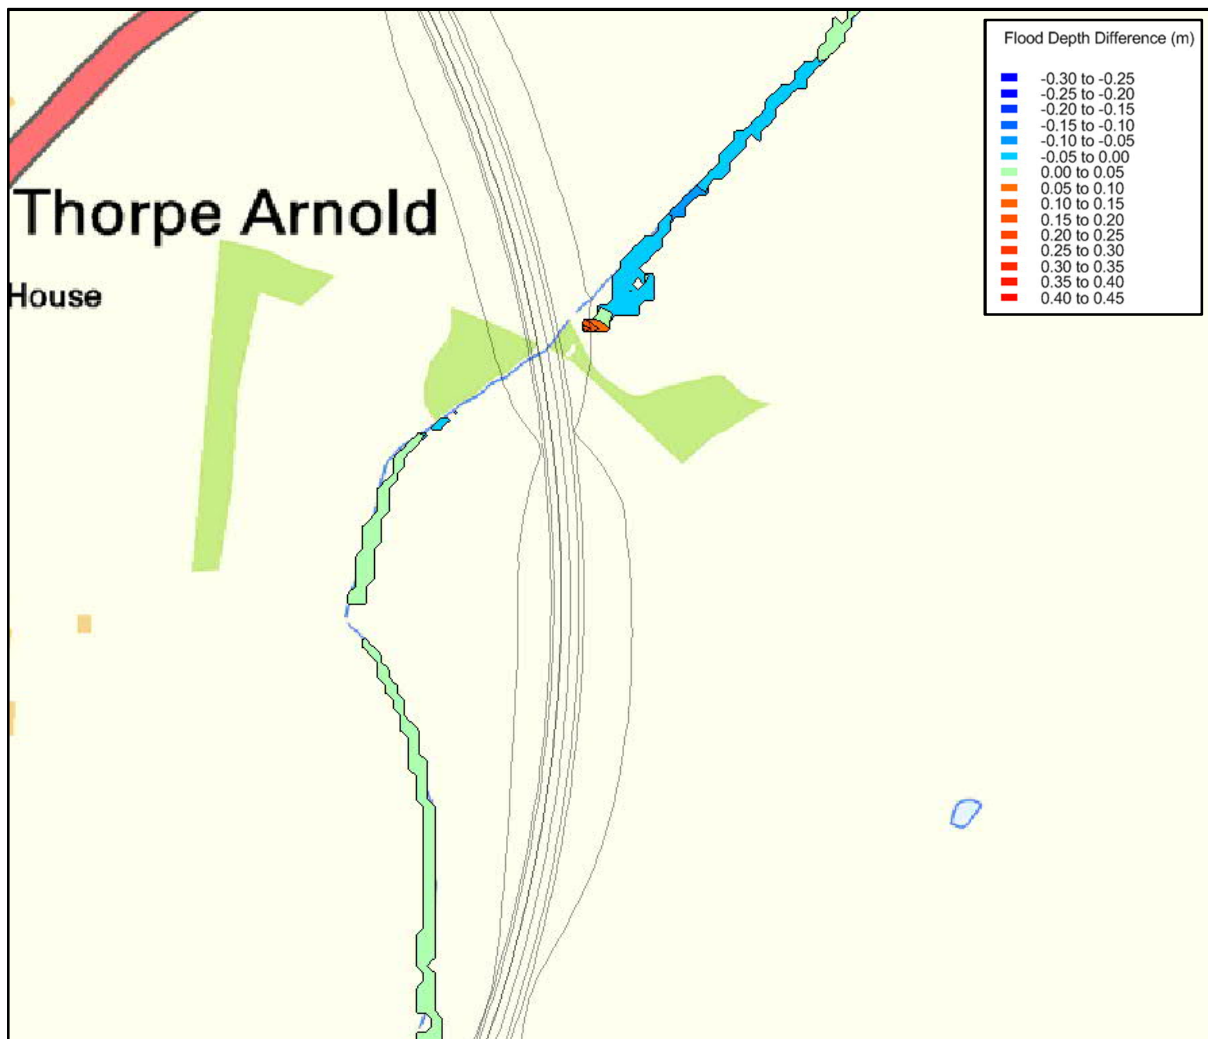 Flood Depth Difference (m)
-0.30 to -0.25
-0.25 to -0.20
-0.20 to -0.15
-0.15 to -0.10
-0.10 to -0.05
-0.05 to 0.00
0.00 to 0.05
0.05 to 0.10
0.10 to 0.15
0.15 to 0.20
0.20 to 0.25
0.25 to 0.30
0.30 to 0.35
0.35 to 0.40
0.40 to 0.45
Thorpe Arnold
House